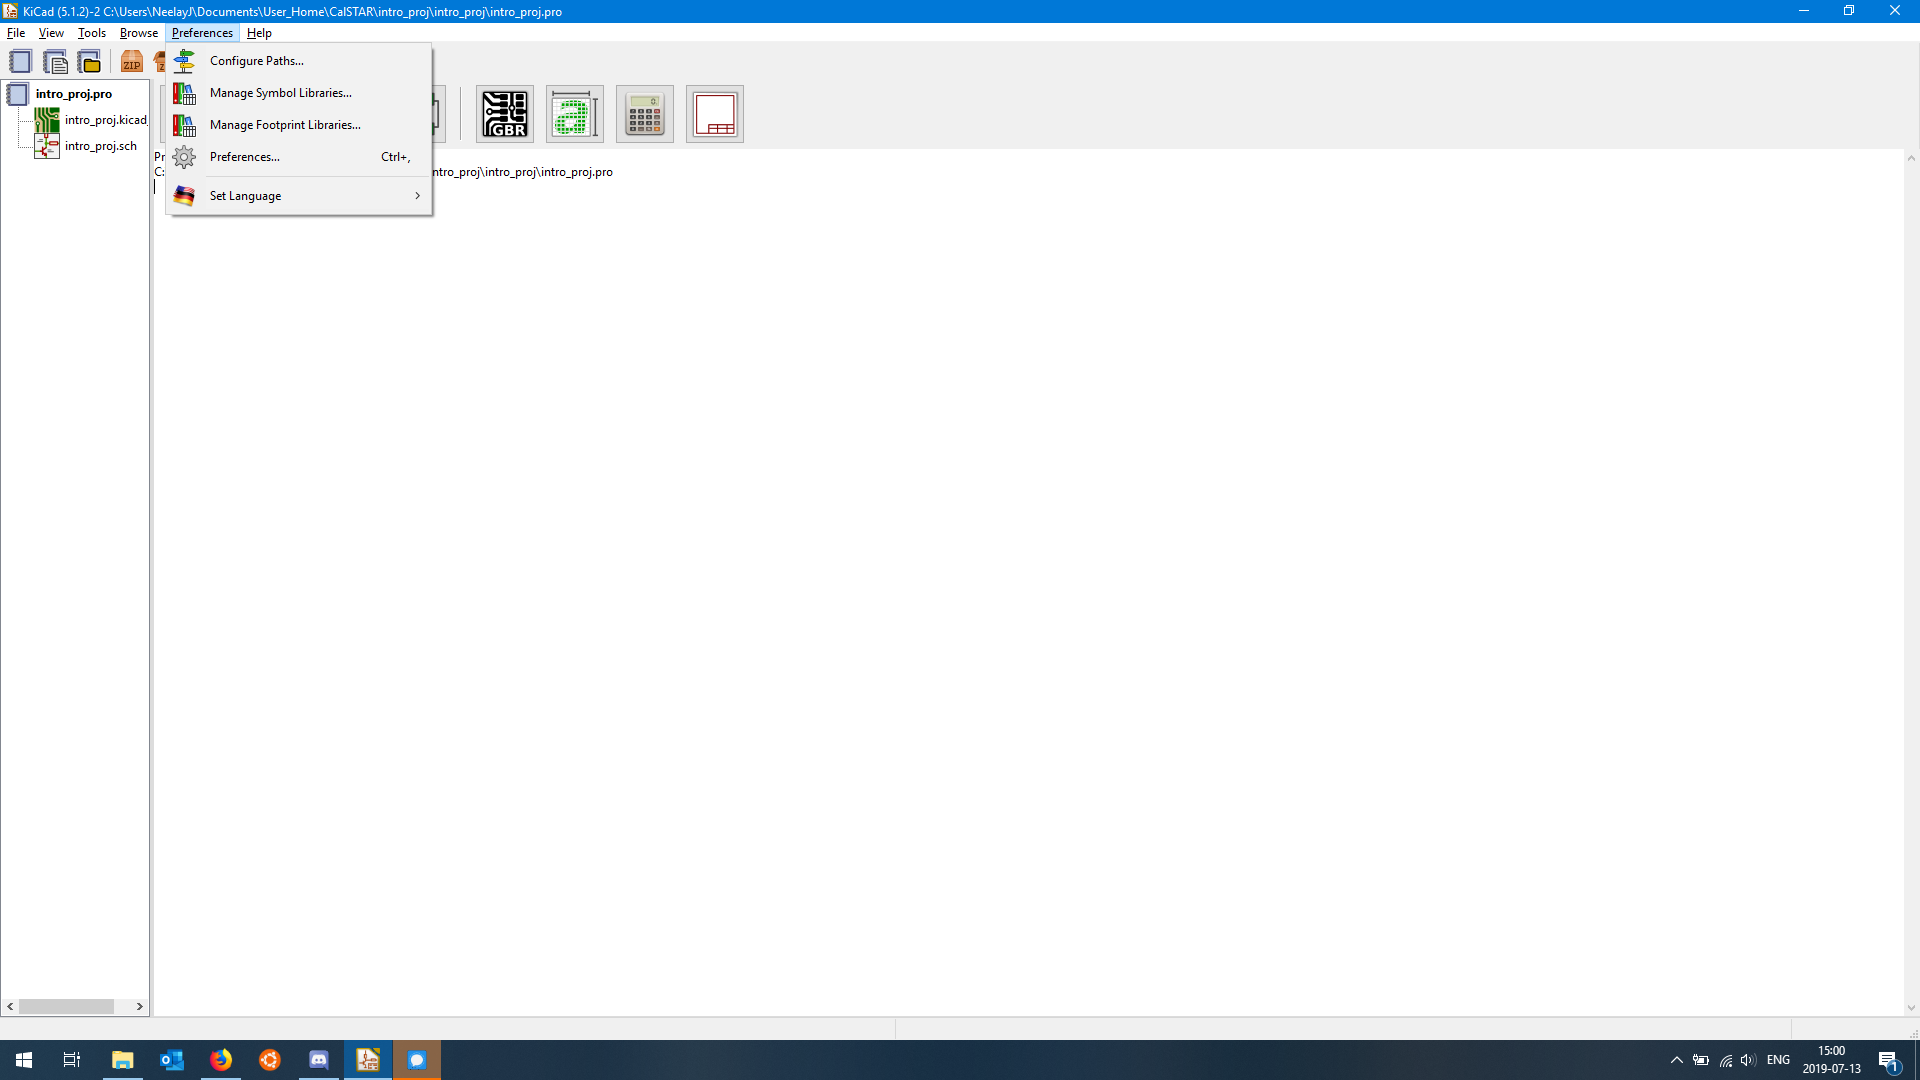 KiCad (5.1.2)-2 C:\Users\NeelayJ\Documents\User_Home\CalSTAR\intro_proj\intro_proj\intro_proj.pro
File View Tools Browse Preferences Help
ZIP
Configure Paths...
Manage Symbol Libraries...
Manage Footprint Libraries...
Preferences... Ctrl+,
Set Language
intro_proj.pro
intro_proj.kicad_
intro_proj.sch
GBR
a
0.
Pr
C:
ntro_proj\intro_proj\intro_proj.pro
ENG
15:00
2019-07-13
1